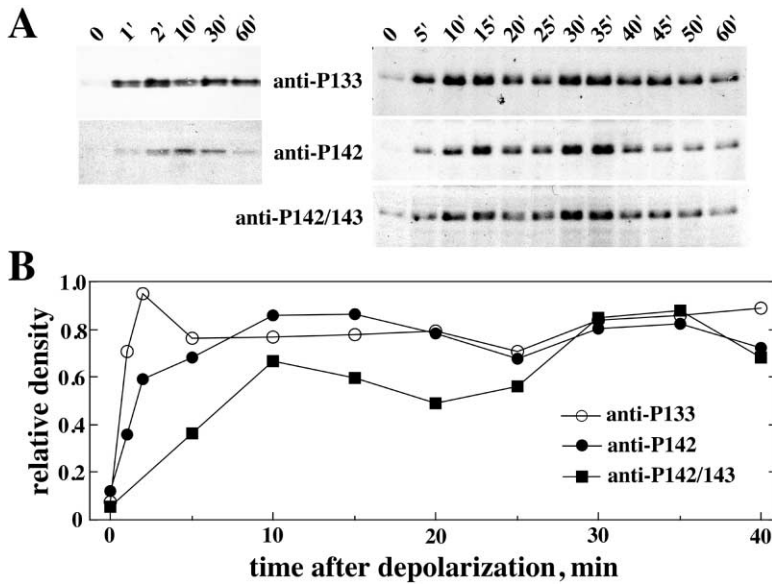 A
0 1' 2' 10' 30' 60'
0 5' 10' 15' 20' 25' 30' 35' 40' 45' 50' 60'
anti-P133
anti-P142
anti-P142/143
B
1.0
0.8
0.6
0.4
0.2
0
relative density
anti-P133
anti-P142
anti-P142/143
0 10 20 30 40
time after depolarization, min